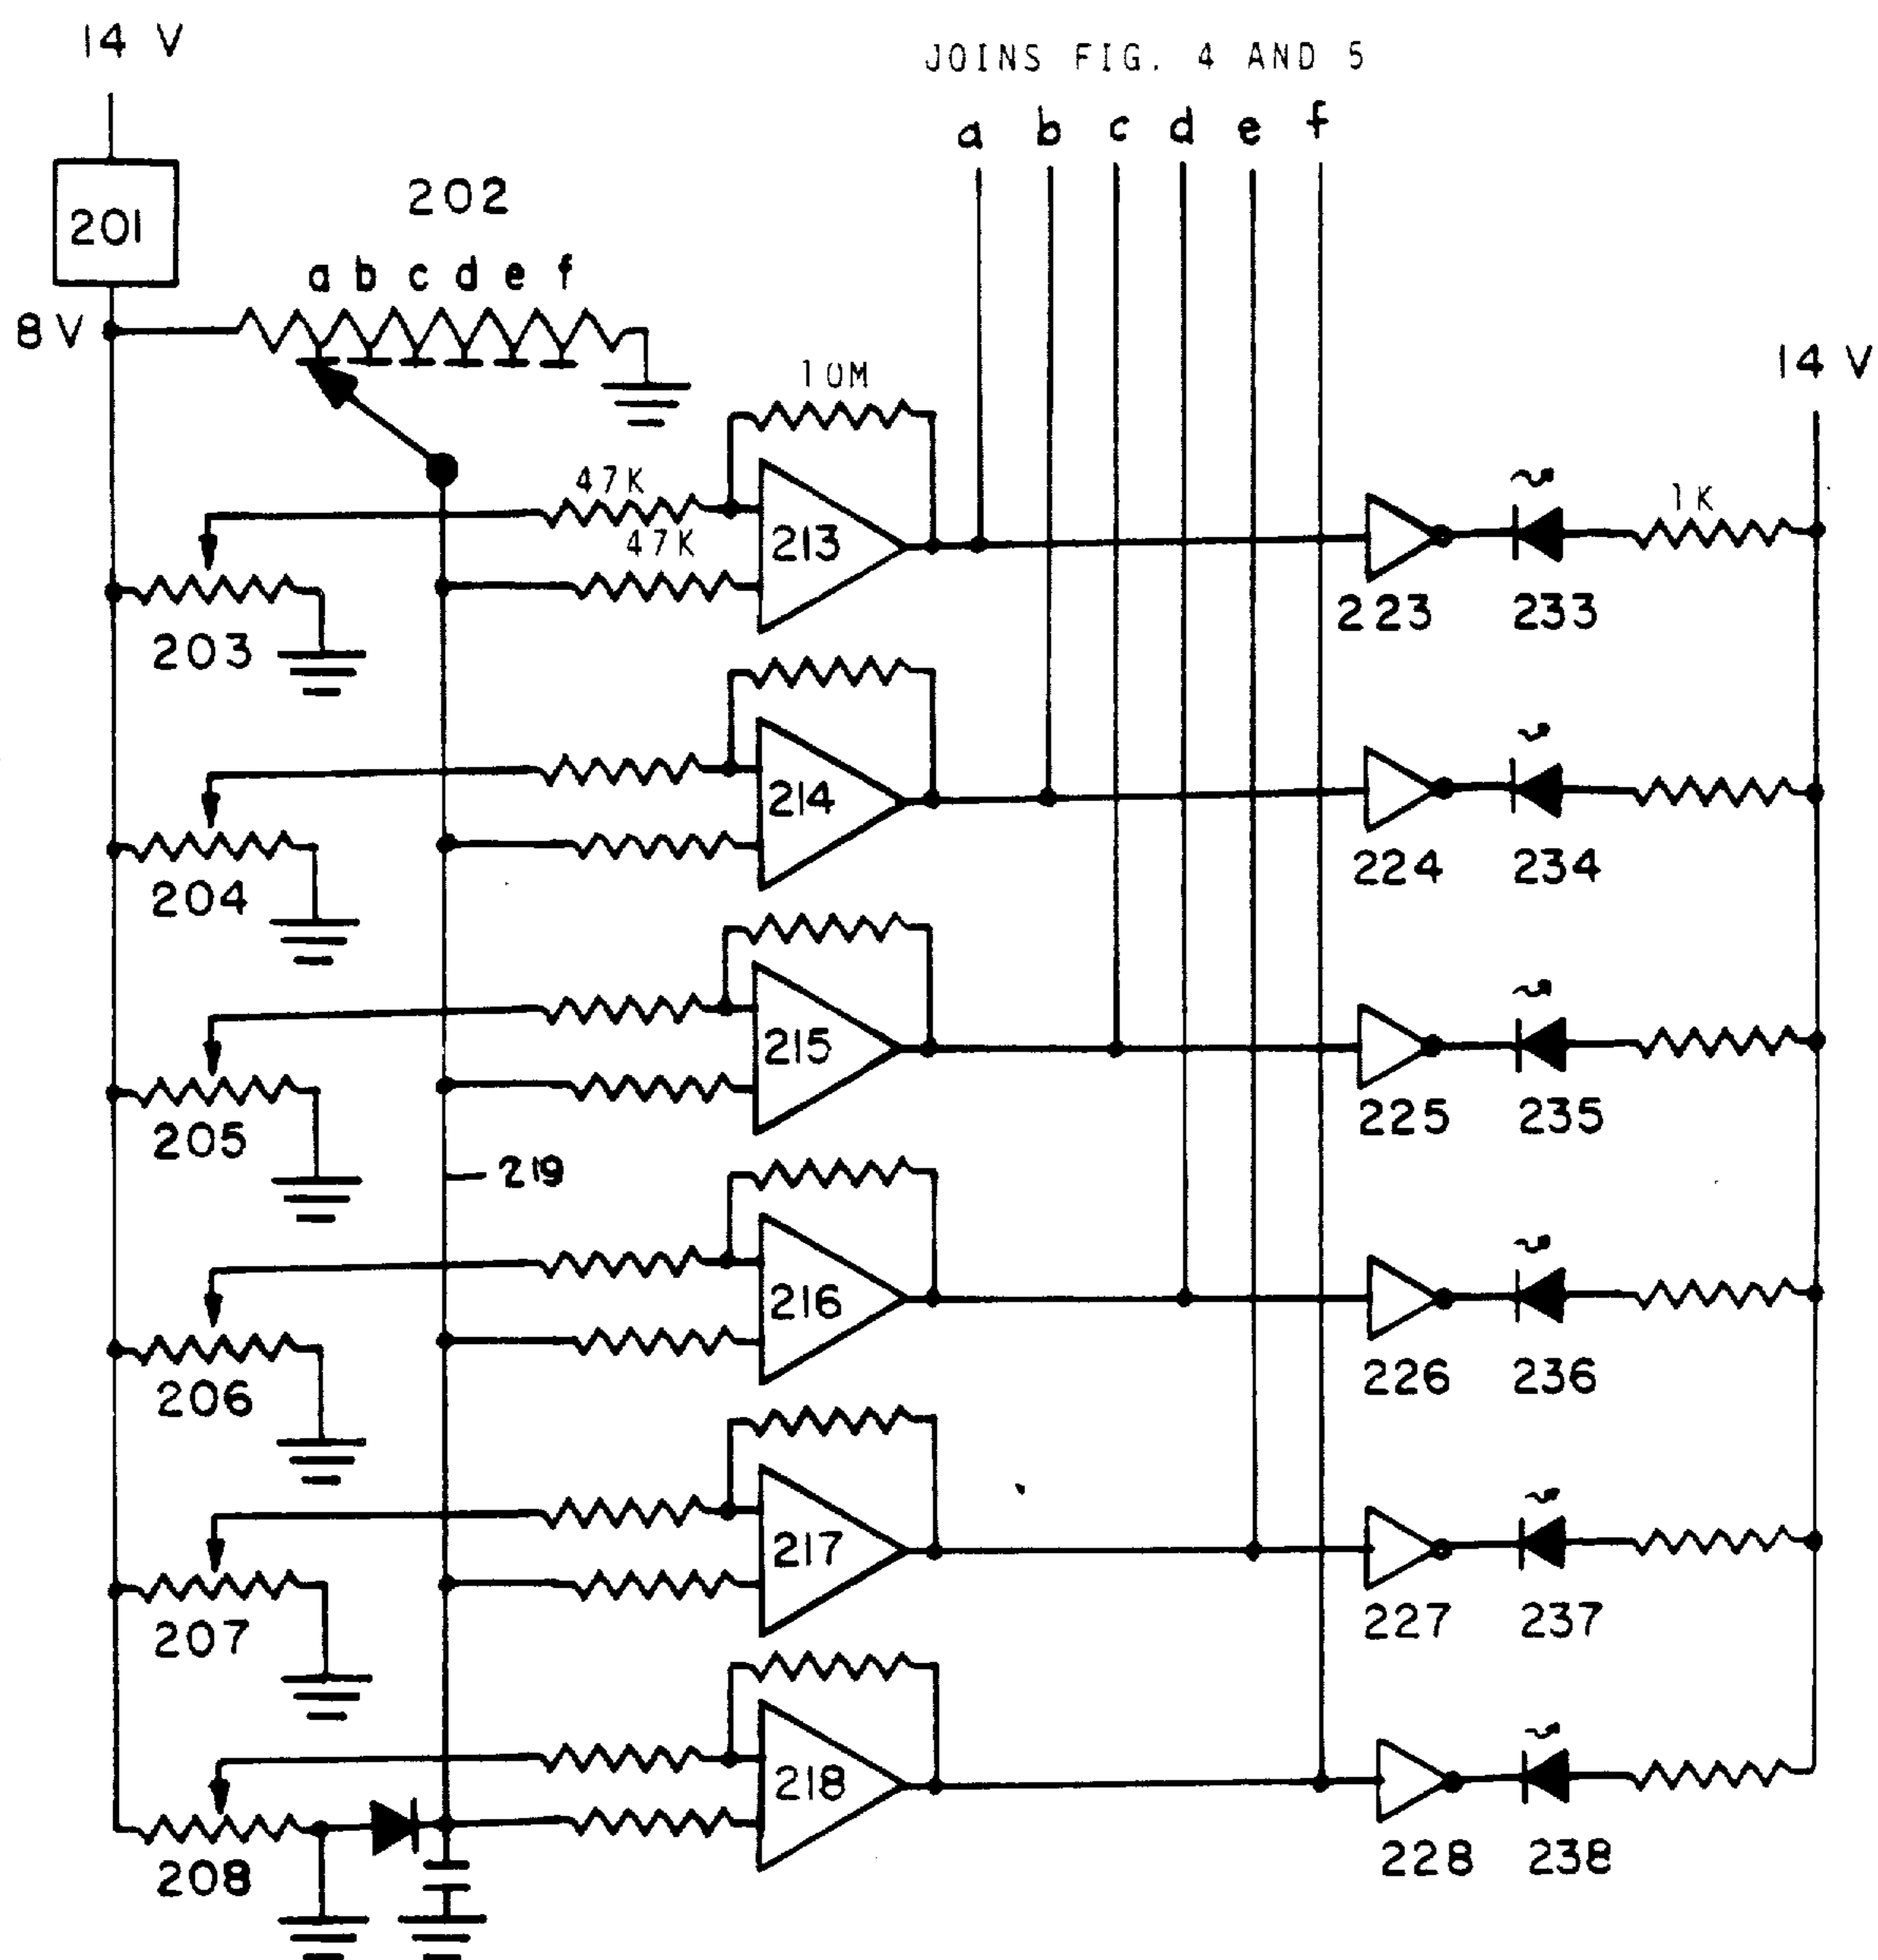 14 V
JOINS FIG. 4 AND 5
a b c d e f
201
202
a b c d e f
8 V
14 V
10M
47K
1K
47K
213
203
223
233
214
204
224
234
215
205
225
235
219
216
206
226
236
217
207
227
237
218
208
228
238